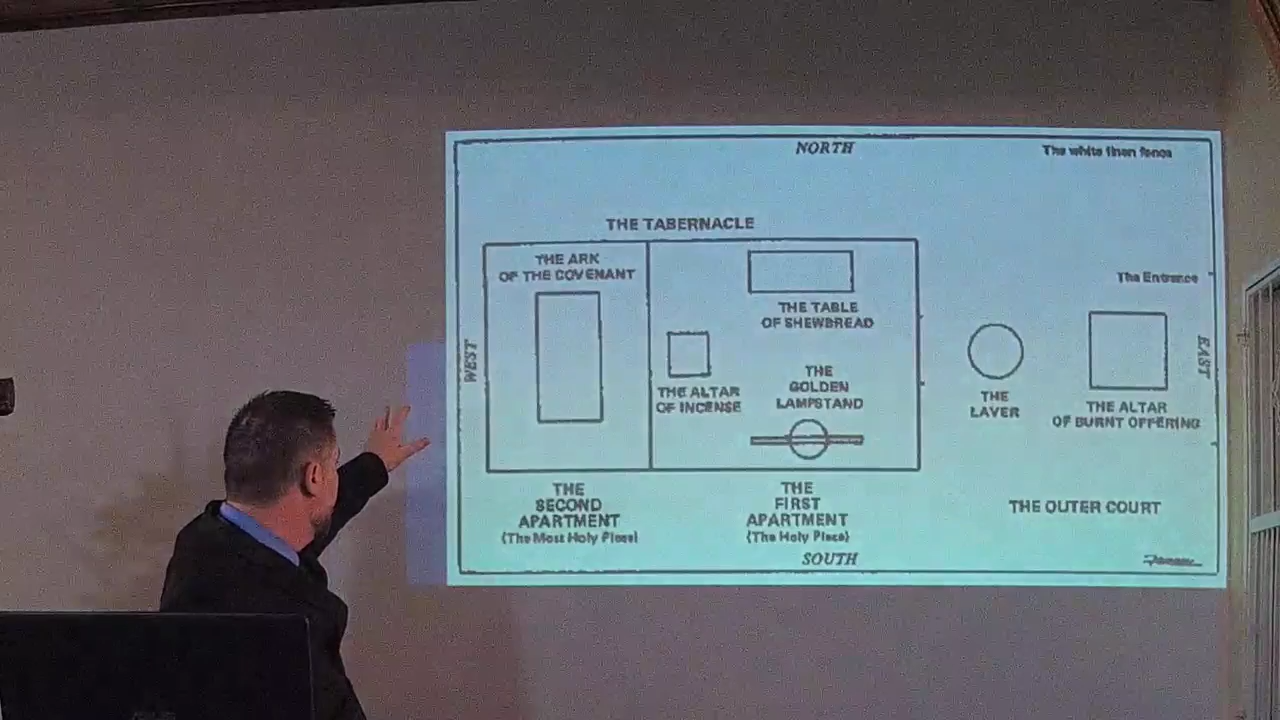 NORTH
The white linen fence
THE TABERNACLE
THE ARK
OF THE COVENANT
THE TABLE
OF SHEWBREAD
The Entrance
WEST
EAST
THE ALTAR
OF INCENSE
THE
GOLDEN
LAMPSTAND
THE
LAVER
THE ALTAR
OF BURNT OFFERING
THE
SECOND
APARTMENT
(The Most Holy Place)
THE
FIRST
APARTMENT
(The Holy Place)
THE OUTER COURT
SOUTH